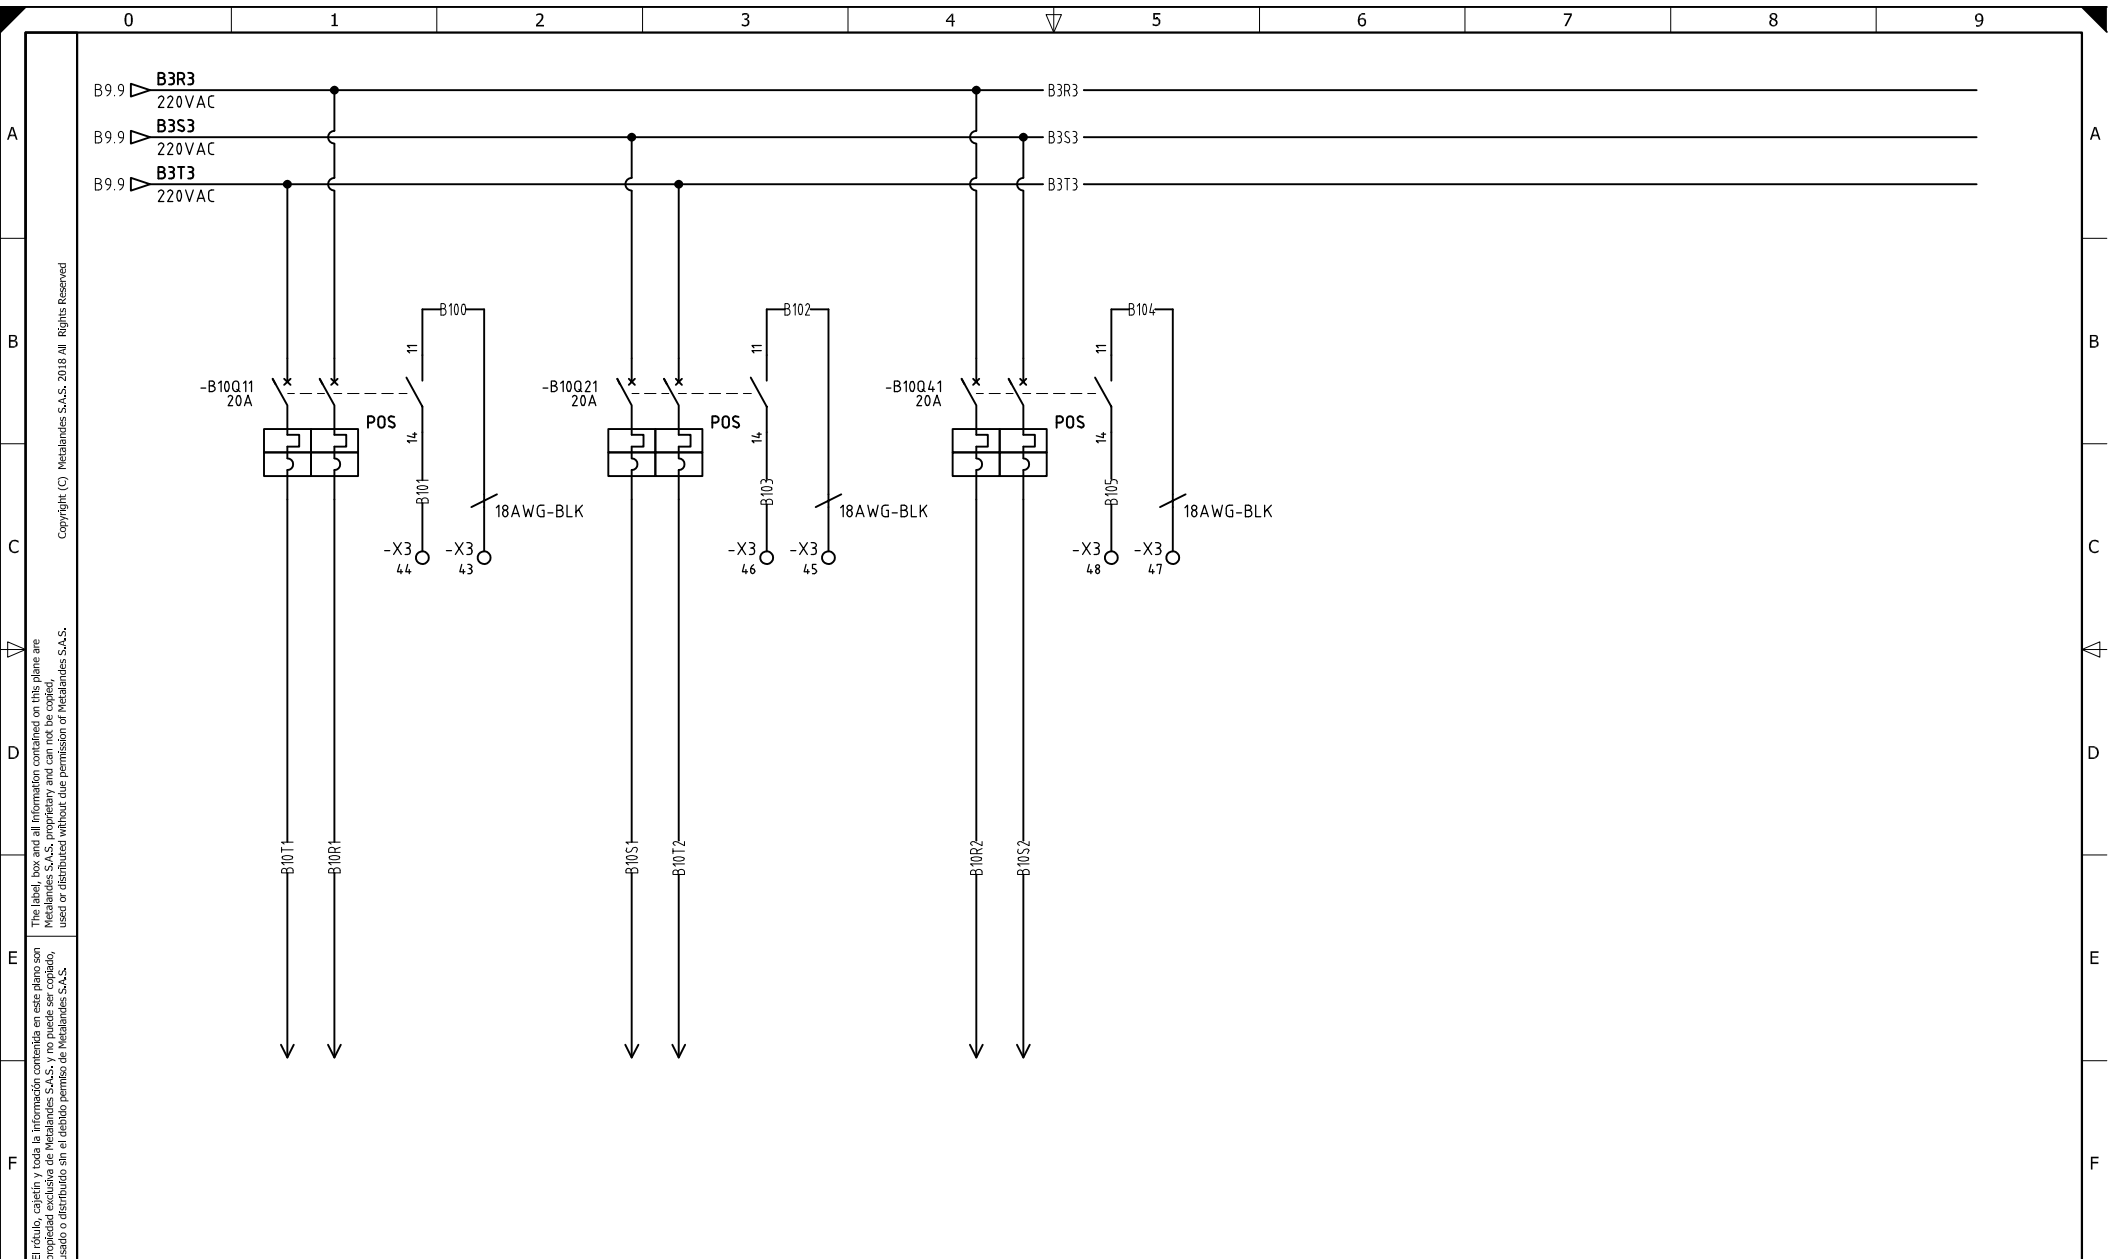 0 1 2 3 4 5 6 7 8 9
B9.9 B3R3 B3R3
220VAC
A B9.9 B3S3 B3S3 A
220VAC
B9.9 B3T3 B3T3
220VAC
B100 B102 B104
B 11 11 11 B
-B10Q11 -B10Q21 -B10Q41
20A 20A 20A
POS POS POS
14 14 14
B101 B103 B105
18AWG-BLK 18AWG-BLK 18AWG-BLK
C -X3 -X3 -X3 -X3 -X3 -X3 C
44 43 46 45 48 47
D D
B10T1 B10R1 B10S1 B10T2 B10R2 B10S2
E E
F F
Copyright (C) Metalandes S.A.S. 2018 All Rights Reserved
The label, box and all information contained on this plane are
Metalandes S.A.S. proprietary and can not be copied,
used or distributed without due permission of Metalandes S.A.S.
El rótulo, cajetín y toda la información contenida en este plano son
propiedad exclusiva de Metalandes S.A.S. y no puede ser copiado,
usado o distribuido sin el debido permiso de Metalandes S.A.S.